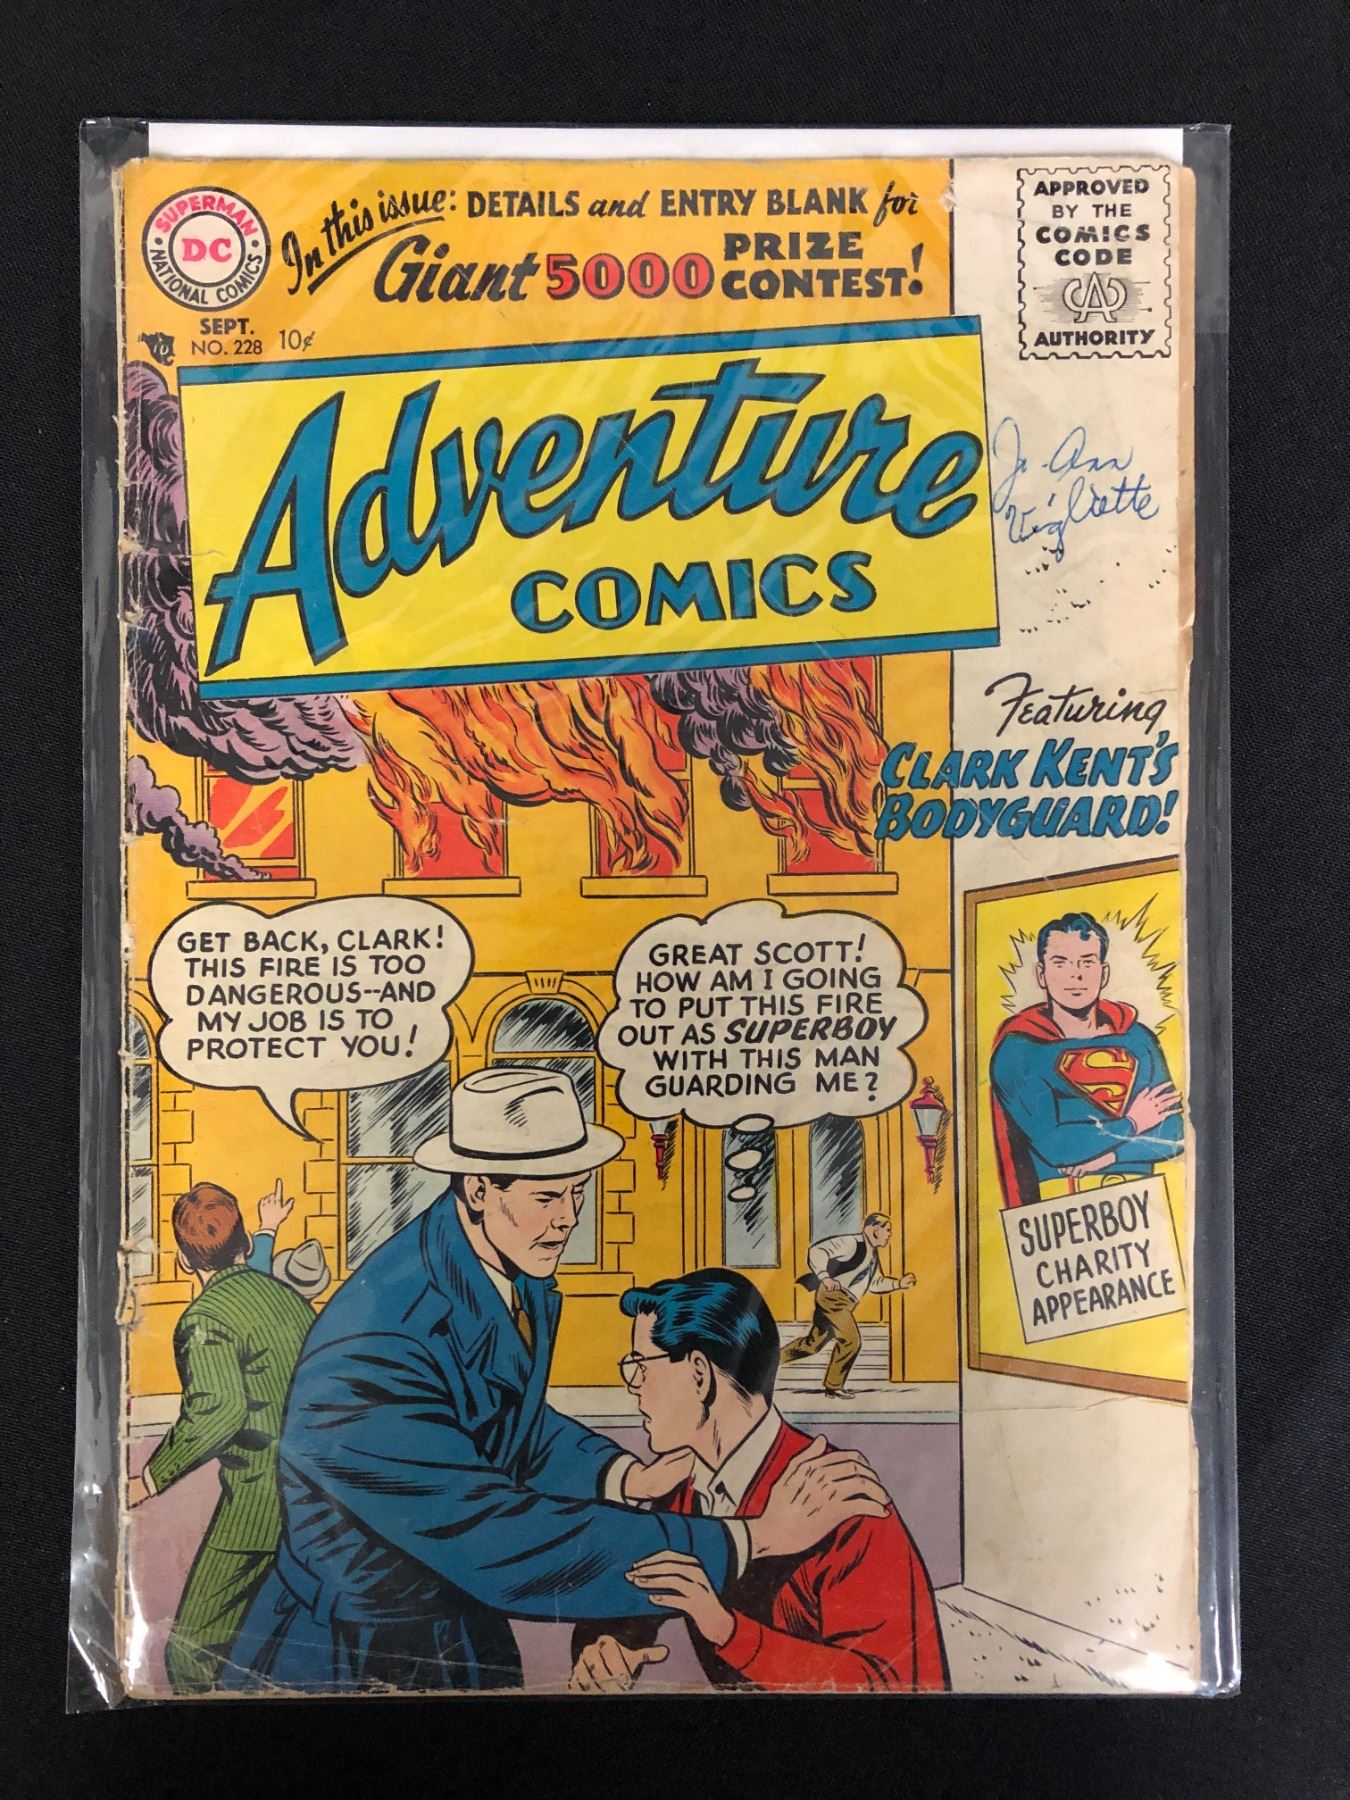 In this issue: DETAILS and ENTRY BLANK for
Giant 5000 PRIZE CONTEST!
SUPERMAN
DC
NATIONAL COMICS
SEPT.
NO. 228 10¢
APPROVED
BY THE
COMICS
CODE
CA
AUTHORITY
Adventure
COMICS
Jo-Ann
Vigliette
Featuring
CLARK KENT'S
BODYGUARD!
GET BACK, CLARK!
THIS FIRE IS TOO
DANGEROUS--AND
MY JOB IS TO
PROTECT YOU!
GREAT SCOTT!
HOW AM I GOING
TO PUT THIS FIRE
OUT AS SUPERBOY
WITH THIS MAN
GUARDING ME?
S
SUPERBOY
CHARITY
APPEARANCE